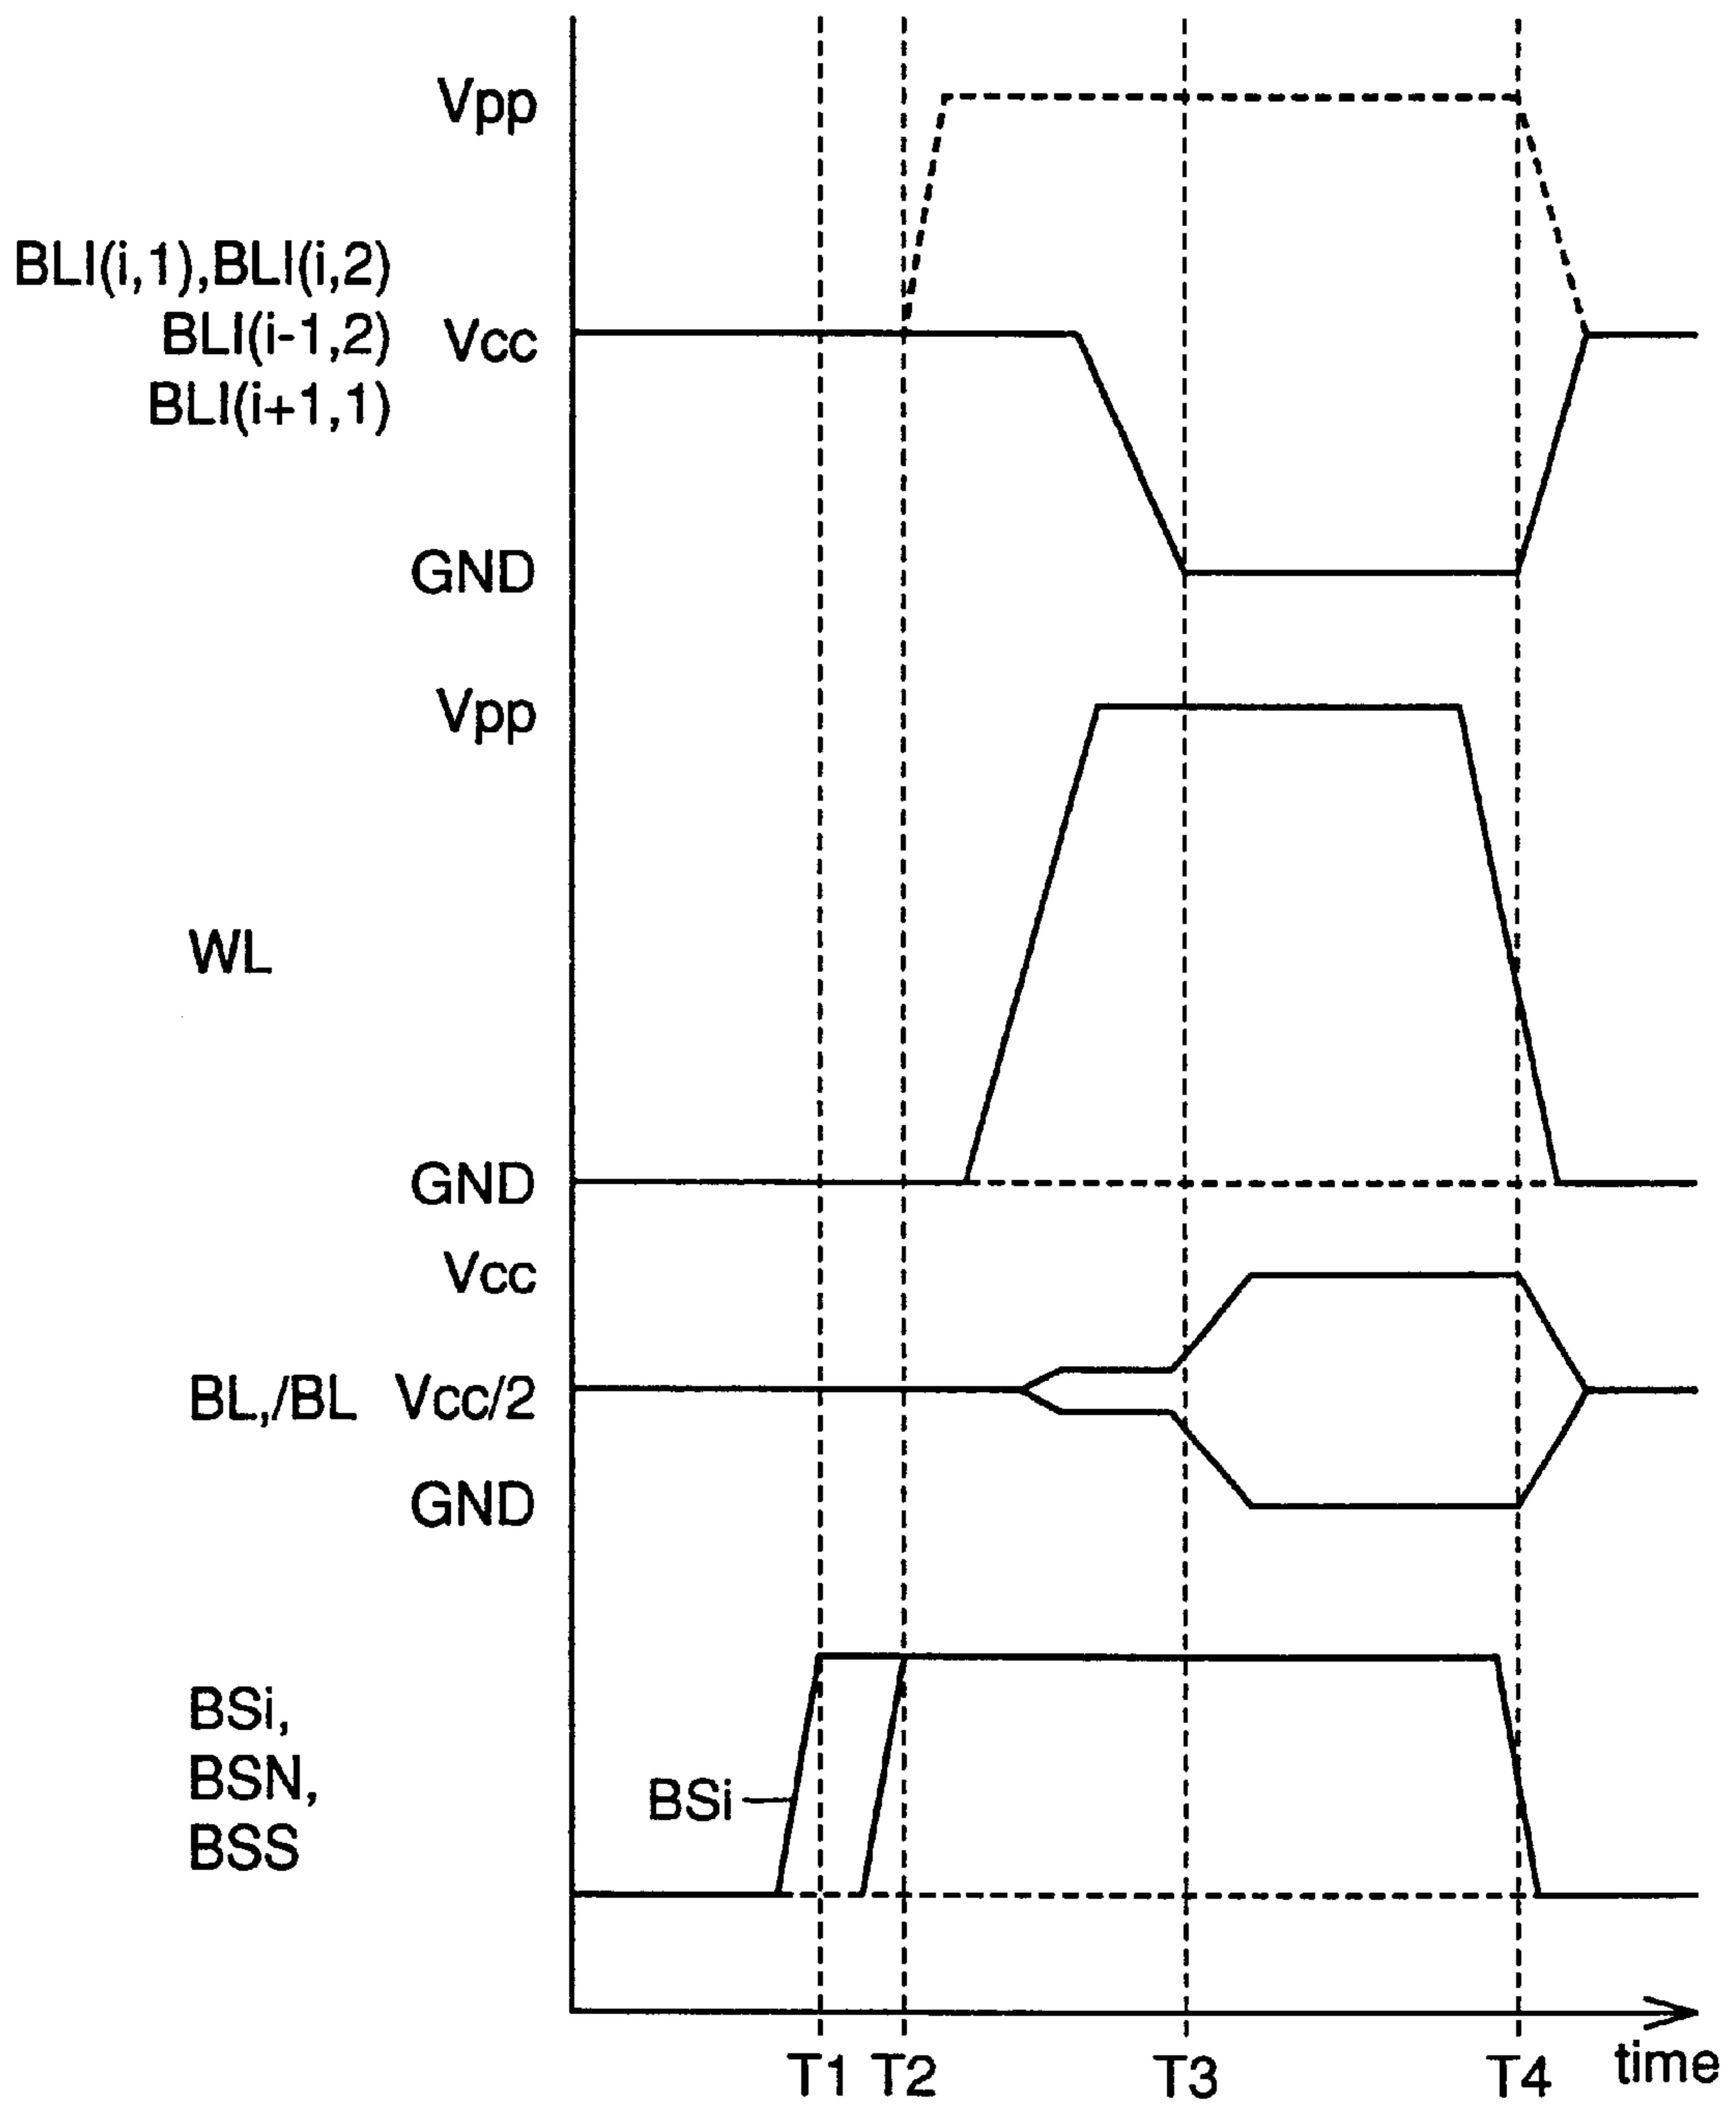 Vpp
BLI(i,1),BLI(i,2)
BLI(i-1,2) Vcc
BLI(i+1,1)
GND
Vpp
WL
GND
Vcc
BL,/BL Vcc/2
GND
BSi,
BSN,
BSi
BSS
T1 T2 T3 T4 time